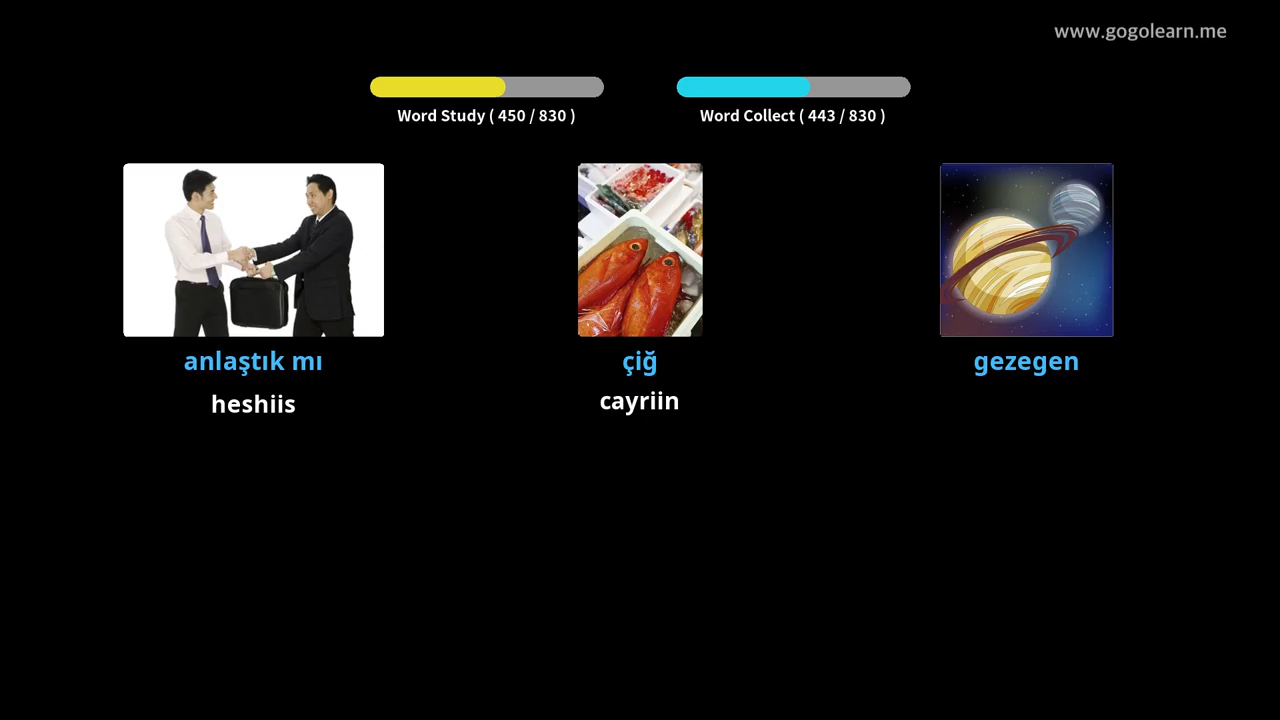 www.gogolearn.me
Word Study ( 450 / 830 )
Word Collect ( 443 / 830 )
anlaştık mı
heshiis
çiğ
cayriin
gezegen